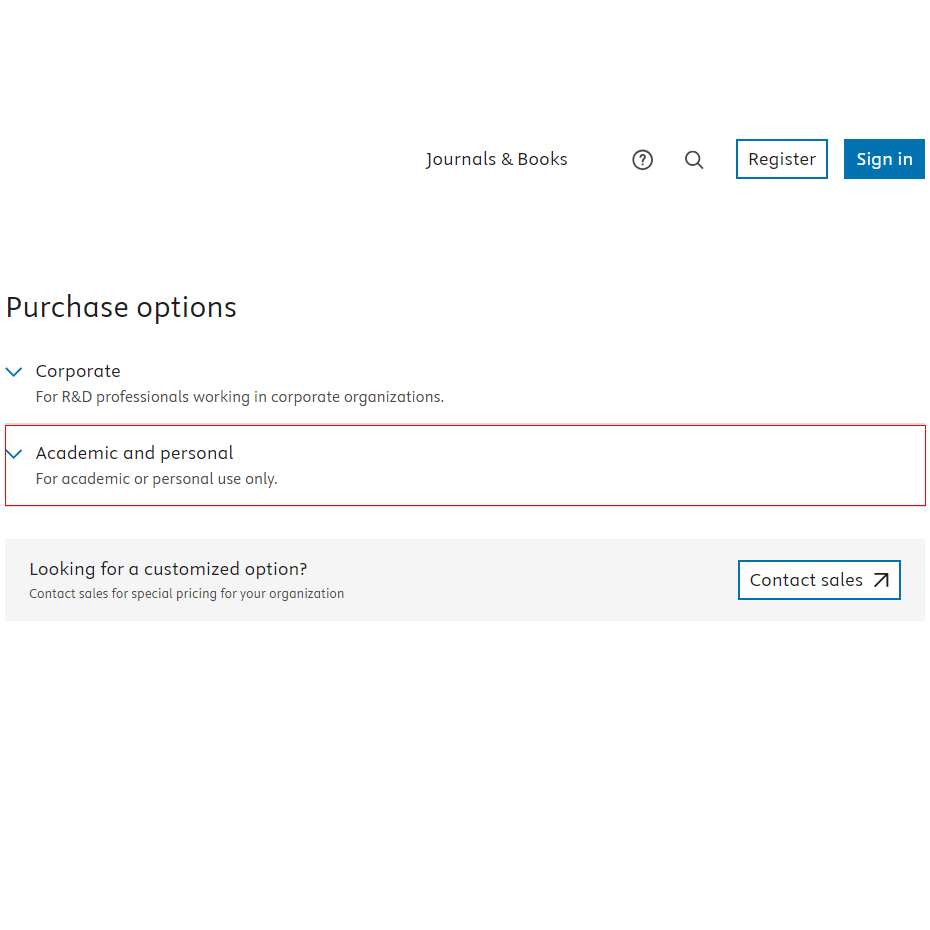 Journals & Books
Register
Sign in
Purchase options
Corporate
For R&D professionals working in corporate organizations.
Academic and personal
For academic or personal use only.
Looking for a customized option?
Contact sales for special pricing for your organization
Contact sales